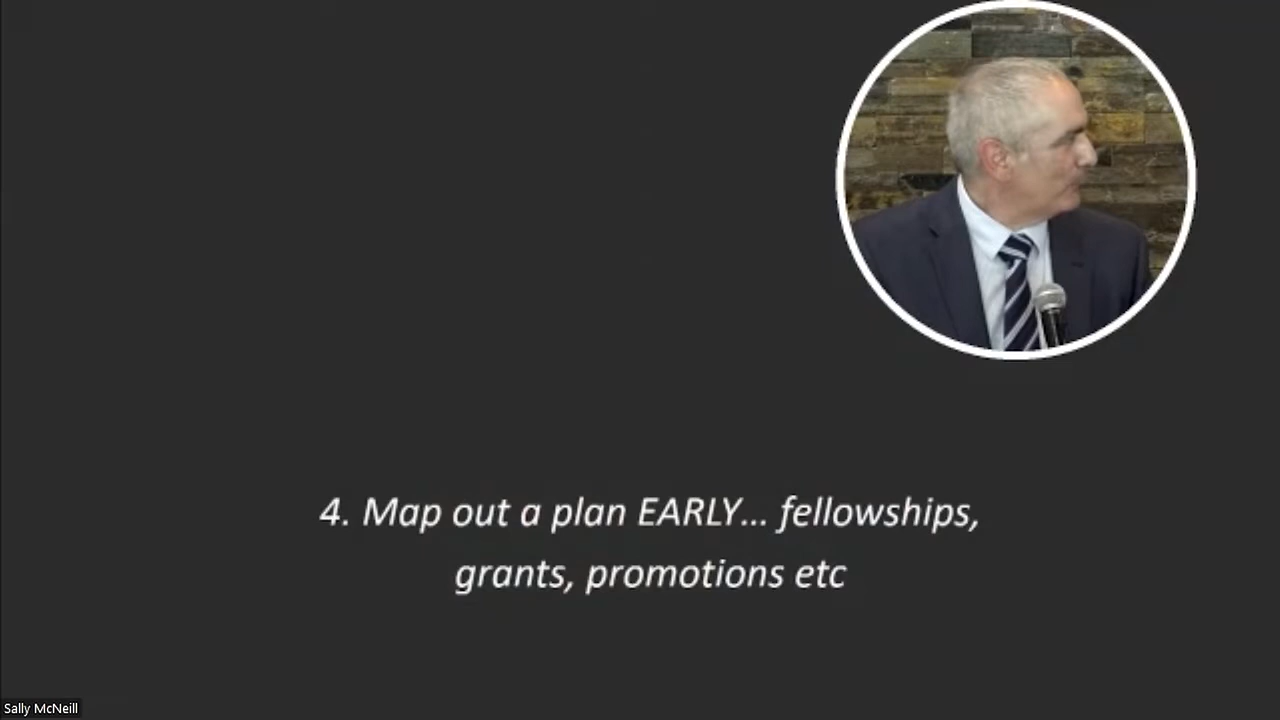 4. Map out a plan EARLY... fellowships,
grants, promotions etc
Sally McNeill